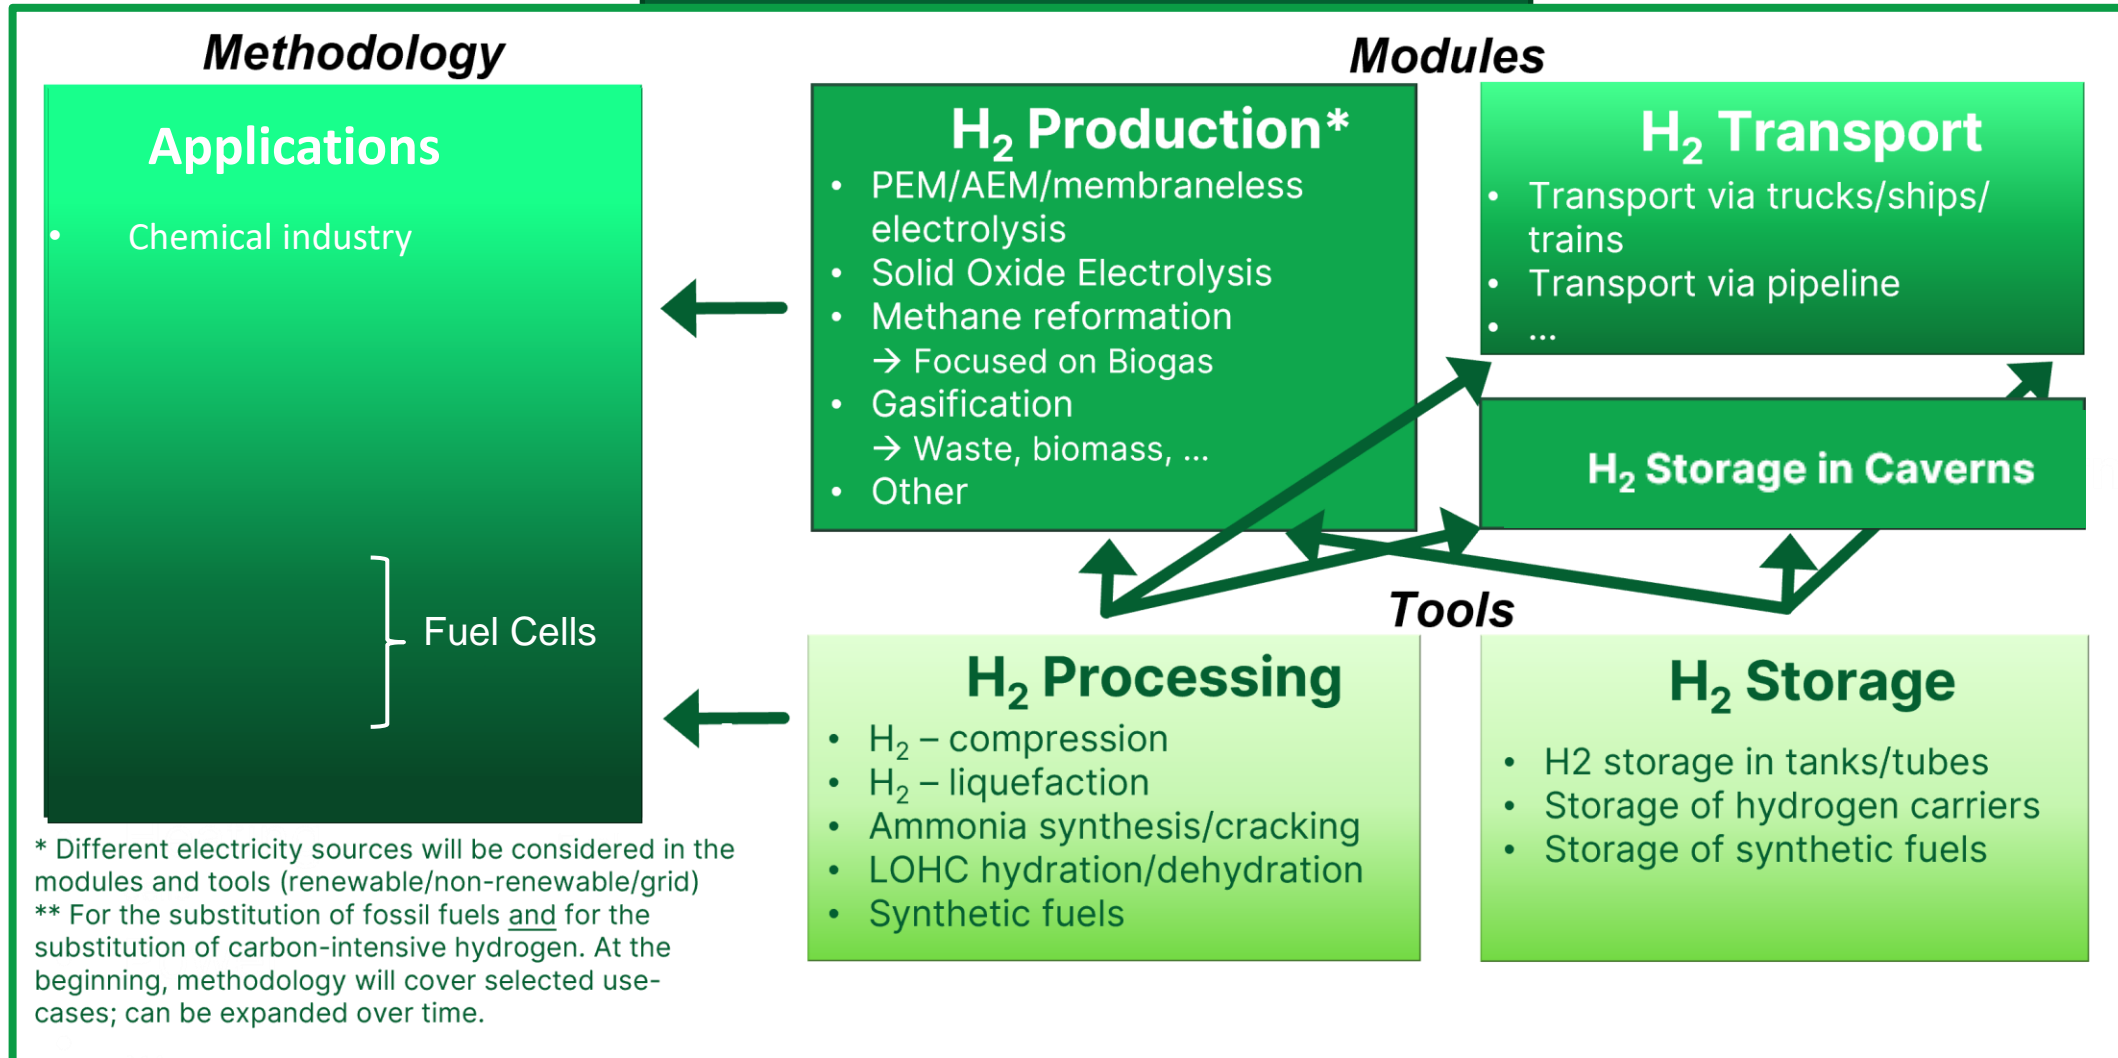 Methodology
Applications
• Chemical industry
Fuel Cells
* Different electricity sources will be considered in the
modules and tools (renewable/non-renewable/grid)
** For the substitution of fossil fuels and for the
substitution of carbon-intensive hydrogen. At the
beginning, methodology will cover selected use-
cases; can be expanded over time.
Modules
H₂ Production*
• PEM/AEM/membraneless
electrolysis
• Solid Oxide Electrolysis
• Methane reformation
→ Focused on Biogas
• Gasification
→ Waste, biomass, ...
• Other
H₂ Transport
• Transport via trucks/ships/
trains
• Transport via pipeline
• ...
H₂ Storage in Caverns
Tools
H₂ Processing
• H₂ – compression
• H₂ – liquefaction
• Ammonia synthesis/cracking
• LOHC hydration/dehydration
• Synthetic fuels
H₂ Storage
• H2 storage in tanks/tubes
• Storage of hydrogen carriers
• Storage of synthetic fuels